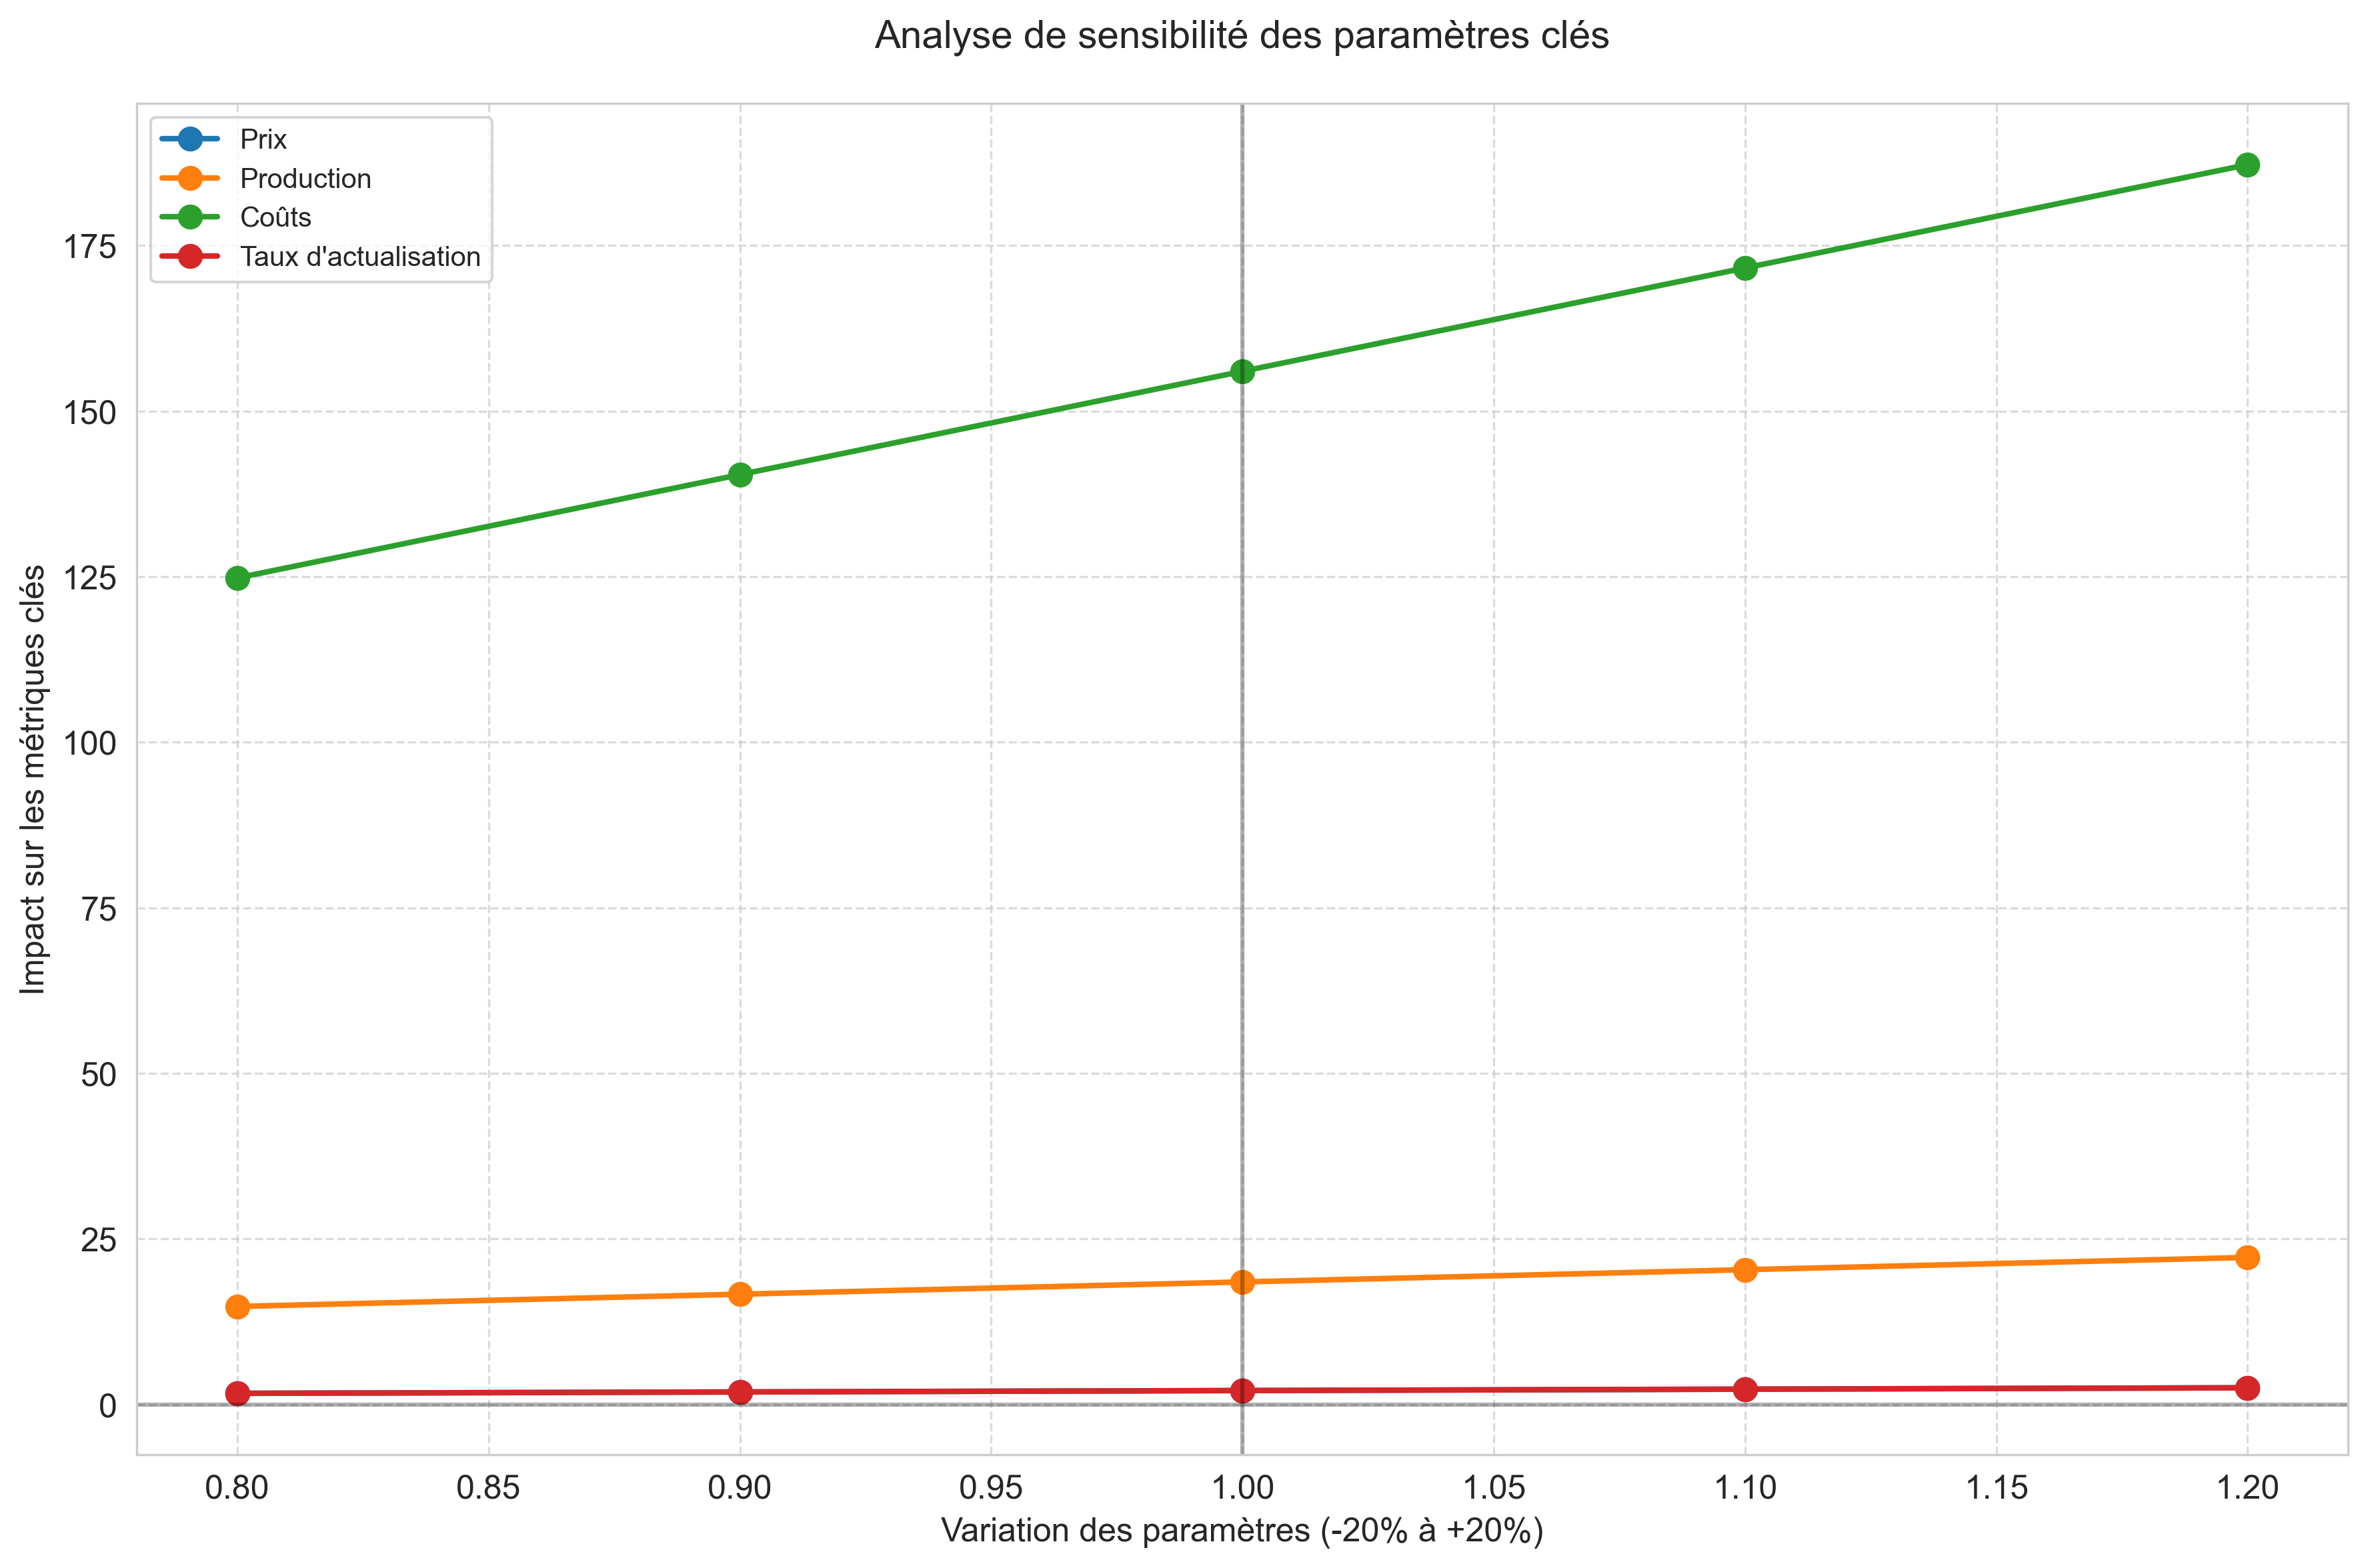 Analyse de sensibilité des paramètres clés
Prix
Production
Coûts
Taux d'actualisation
Impact sur les métriques clés
175
150
125
100
75
50
25
0
0.80 0.85 0.90 0.95 1.00 1.05 1.10 1.15 1.20
Variation des paramètres (-20% à +20%)